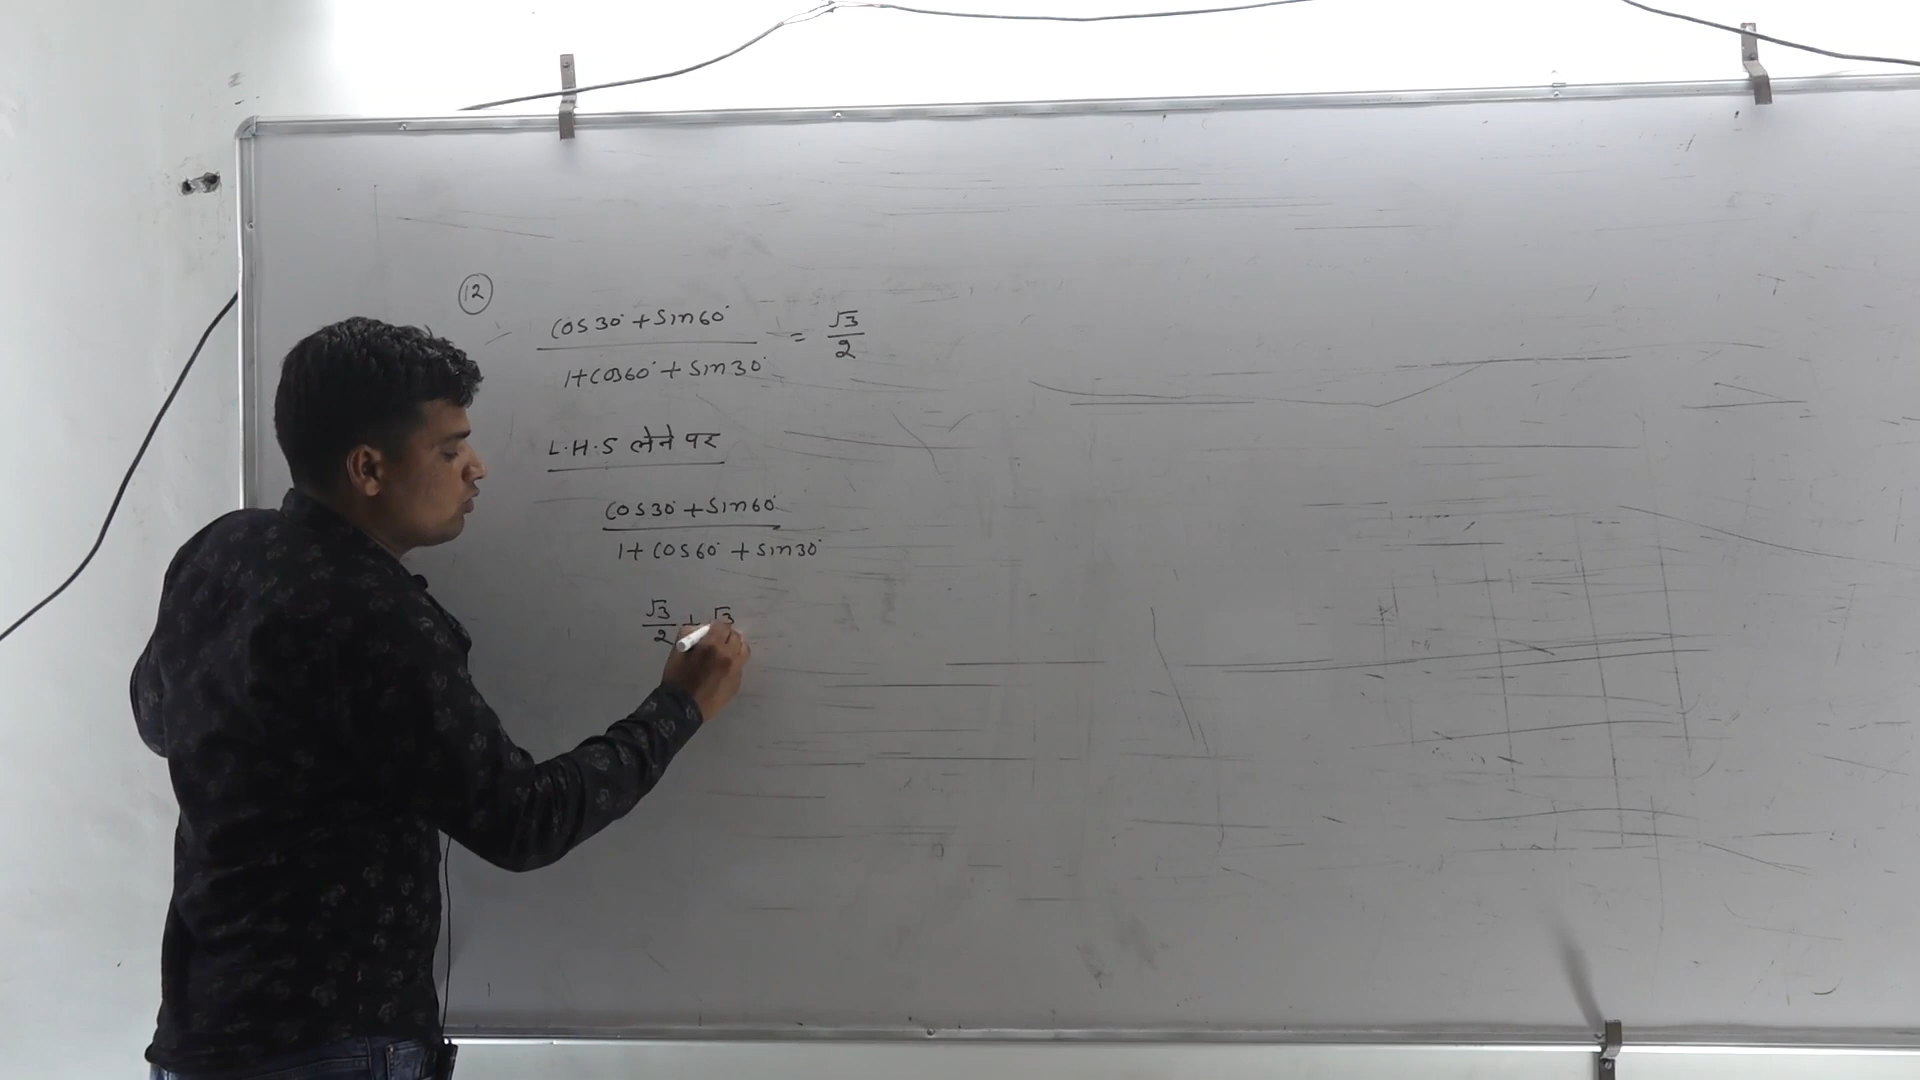 12
cos30° + sin60° / 1+cos60° + sin30° = √3/2
L.H.S लेने पर
cos30° + sin60°
1 + cos60° + sin30°
√3/2 + √3